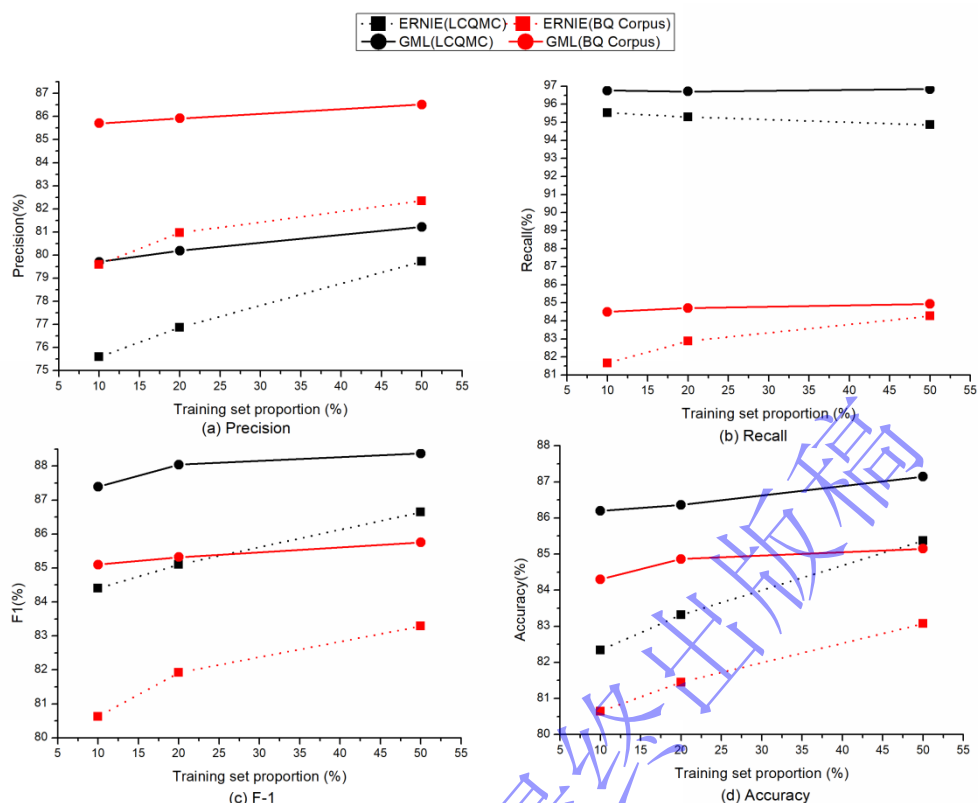 ERNIE(LCQMC) ERNIE(BQ Corpus)
GML(LCQMC) GML(BQ Corpus)
87
86
85
84
83
82
81
80
79
78
77
76
75
Precision(%)
5 10 15 20 25 30 35 40 45 50 55
Training set proportion (%)
(a) Precision
97
96
95
94
93
92
91
90
89
88
87
86
85
84
83
82
81
Recall(%)
5 10 15 20 25 30 35 40 45 50 55
Training set proportion (%)
(b) Recall
88
87
86
85
84
83
82
81
80
F1(%)
5 10 15 20 25 30 35 40 45 50 55
Training set proportion (%)
(c) F-1
88
87
86
85
84
83
82
81
80
Accuracy(%)
5 10 15 20 25 30 35 40 45 50 55
Training set proportion (%)
(d) Accuracy
出版稿